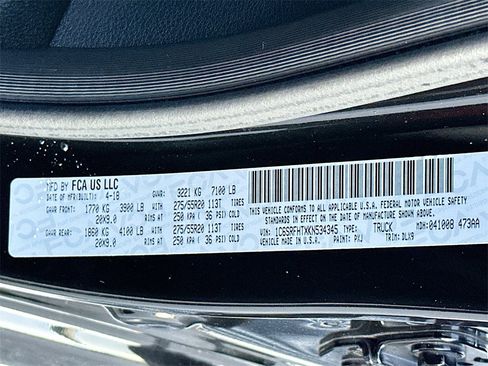 MFD BY FCA US LLC
DATE OF MFR(BUILT): 4-18 GVWR: 3221 KG 7100 LB
GAWR FRONT: 1770 KG 3900 LB WITH TIRES 275/55R20 113T
20X9.0 RIMS AT 250 KPA ( 36 PSI) COLD
GAWR REAR: 1860 KG 4100 LB WITH TIRES 275/55R20 113T
20X9.0 RIMS AT 250 KPA ( 36 PSI) COLD
THIS VEHICLE CONFORMS TO ALL APPLICABLE U.S.A. FEDERAL MOTOR VEHICLE SAFETY STANDARDS
IN EFFECT ON THE DATE OF MANUFACTURE SHOWN ABOVE.
VIN: 1C6SRFHTXKN534345 TYPE: TRUCK MDH: 041008 473AA
MADE IN U.S.A. PAINT: PXJ TRIM: DLX9